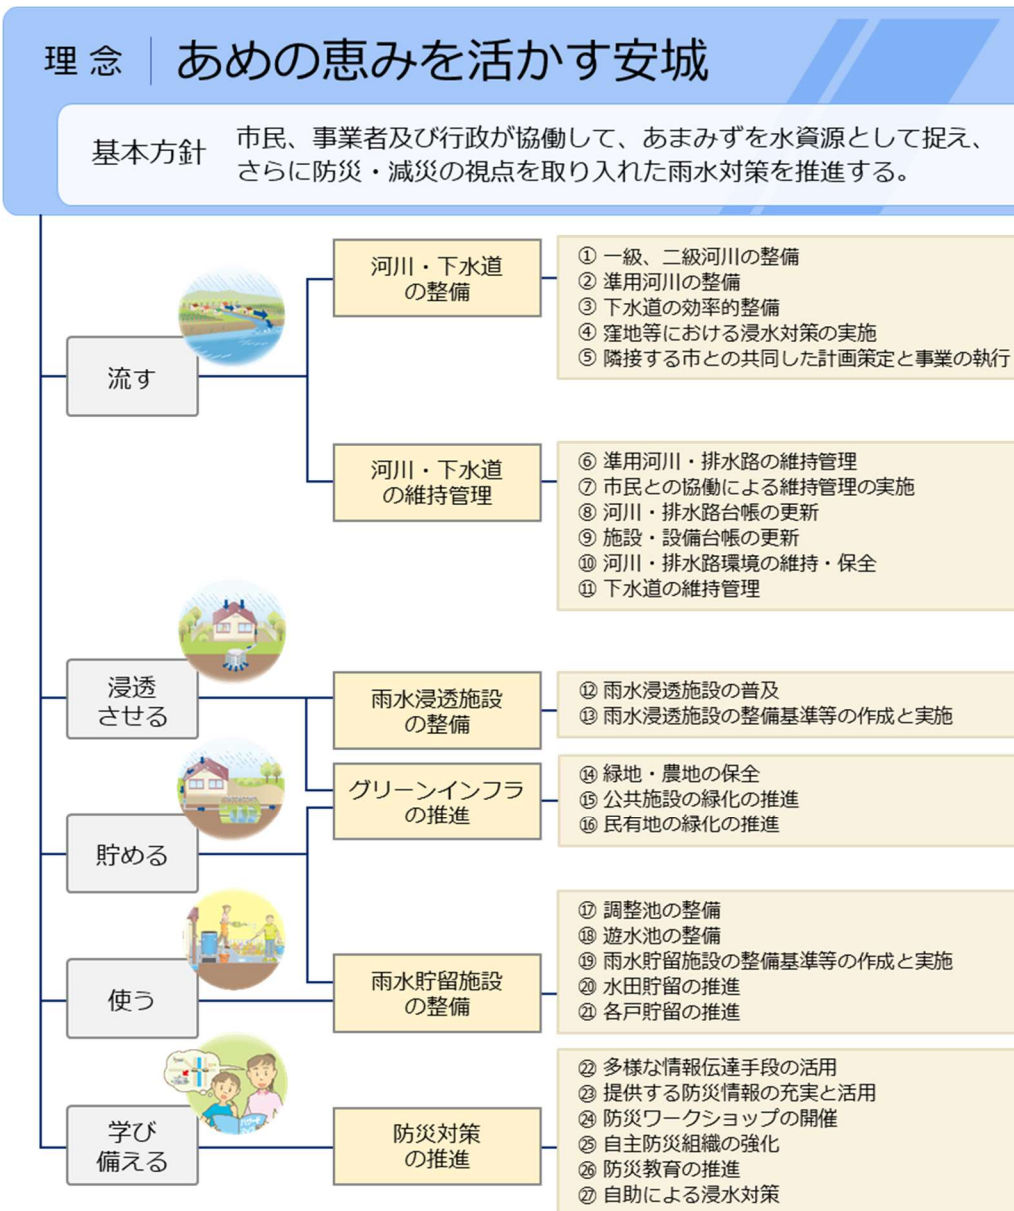 理念 あめの恵みを活かす安城
基本方針
市民、事業者及び行政が協働して、あまみずを水資源として捉え、
さらに防災・減災の視点を取り入れた雨水対策を推進する。
流す
河川・下水道
の整備
① 一級、二級河川の整備
② 準用河川の整備
③ 下水道の効率的整備
④ 窪地等における浸水対策の実施
⑤ 隣接する市との共同した計画策定と事業の執行
河川・下水道
の維持管理
⑥ 準用河川・排水路の維持管理
⑦ 市民との協働による維持管理の実施
⑧ 河川・排水路台帳の更新
⑨ 施設・設備台帳の更新
⑩ 河川・排水路環境の維持・保全
⑪ 下水道の維持管理
浸透
させる
雨水浸透施設
の整備
⑫ 雨水浸透施設の普及
⑬ 雨水浸透施設の整備基準等の作成と実施
グリーンインフラ
の推進
⑭ 緑地・農地の保全
⑮ 公共施設の緑化の推進
⑯ 民有地の緑化の推進
貯める
使う
雨水貯留施設
の整備
⑰ 調整池の整備
⑱ 遊水池の整備
⑲ 雨水貯留施設の整備基準等の作成と実施
⑳ 水田貯留の推進
㉑ 各戸貯留の推進
学び
備える
防災対策
の推進
㉒ 多様な情報伝達手段の活用
㉓ 提供する防災情報の充実と活用
㉔ 防災ワークショップの開催
㉕ 自主防災組織の強化
㉖ 防災教育の推進
㉗ 自助による浸水対策